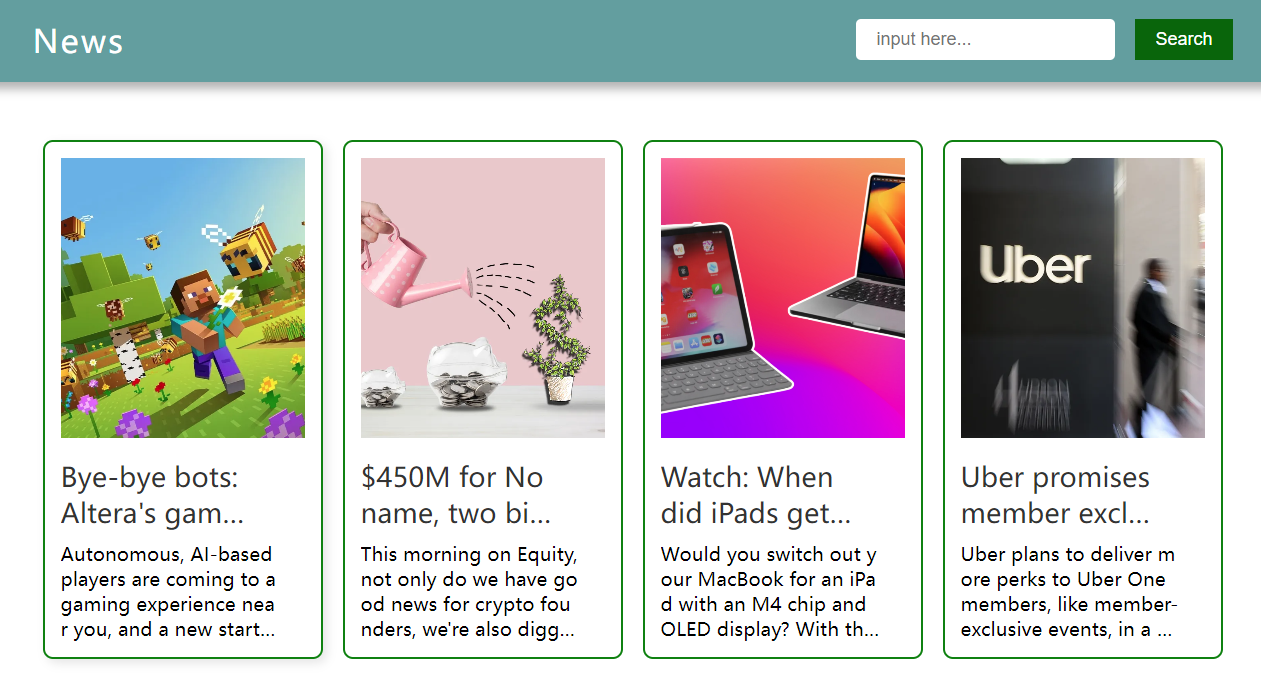 News
input here...
Search
Uber
Bye-bye bots:
Altera's gam...
Autonomous, AI-based
players are coming to a
gaming experience nea
r you, and a new start...
$450M for No
name, two bi...
This morning on Equity,
not only do we have go
od news for crypto fou
nders, we're also digg...
Watch: When
did iPads get...
Would you switch out y
our MacBook for an iPa
d with an M4 chip and
OLED display? With th...
Uber promises
member excl...
Uber plans to deliver m
ore perks to Uber One
members, like member-
exclusive events, in a ...